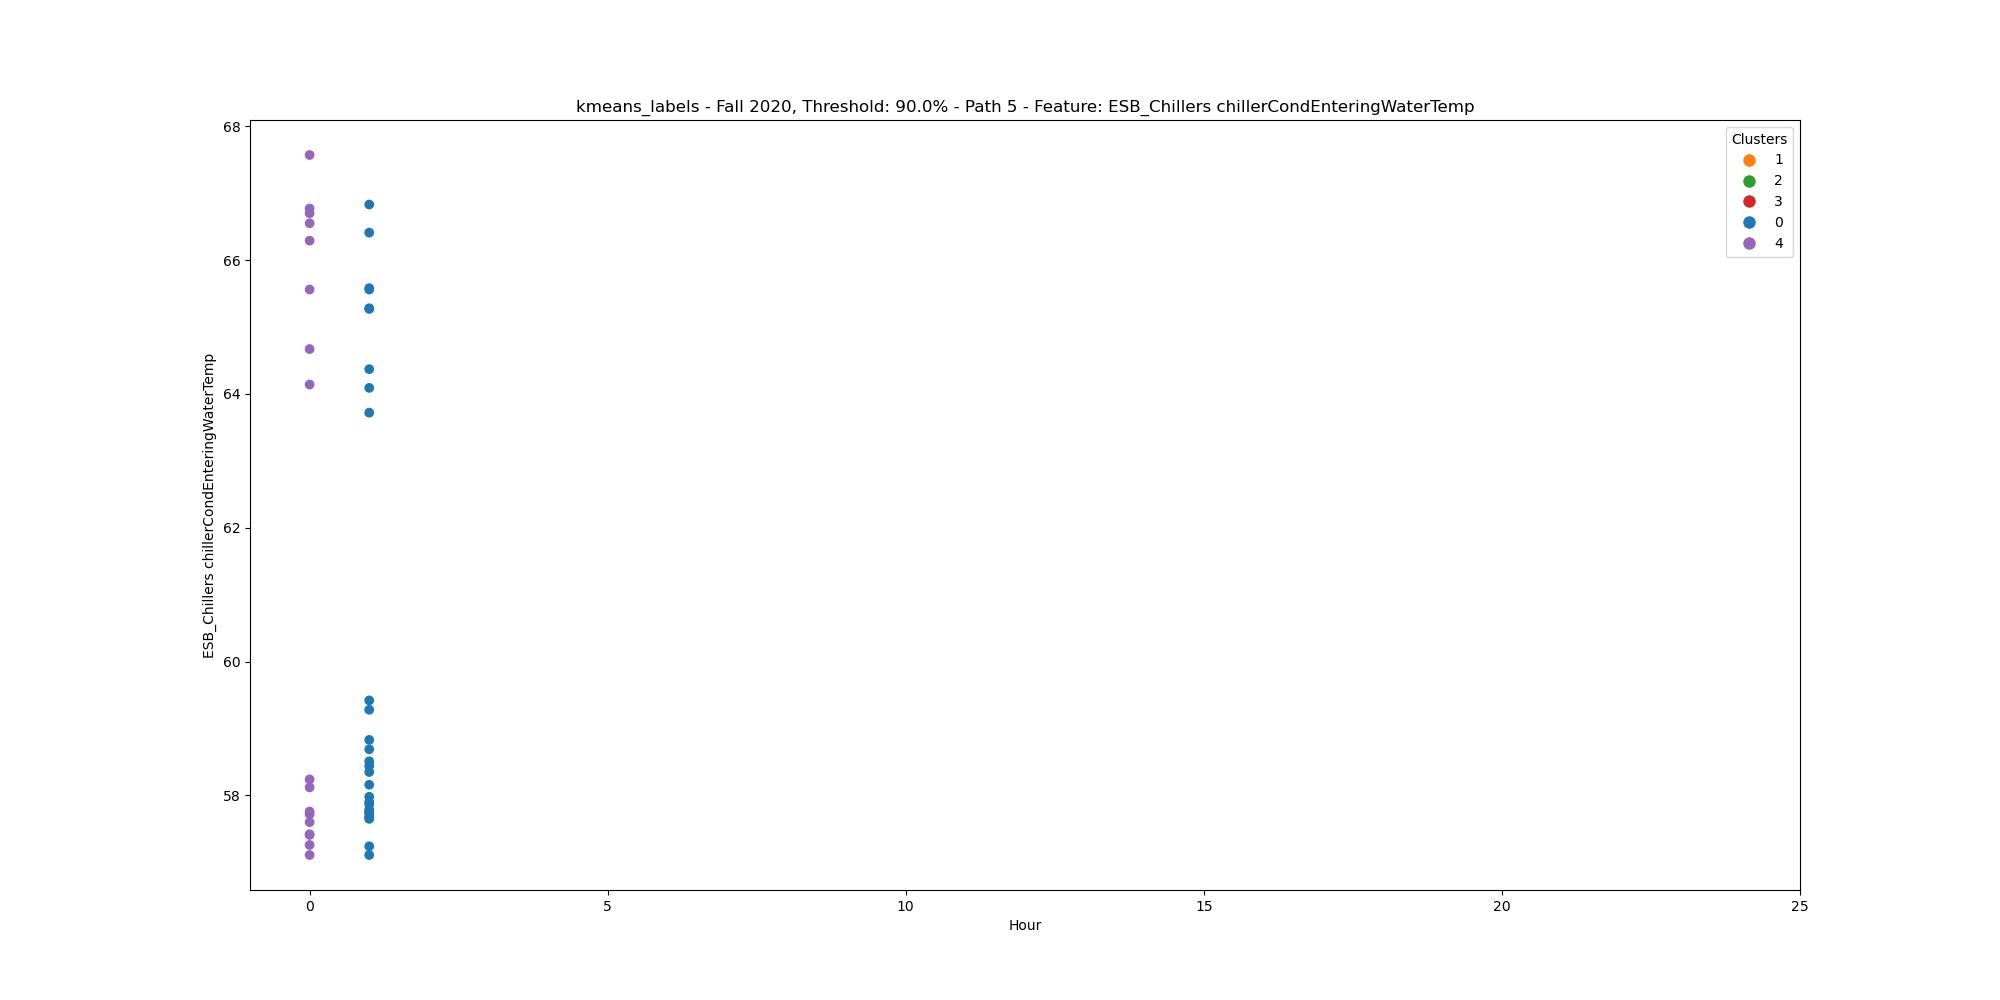 kmeans_labels - Fall 2020, Threshold: 90.0% - Path 5 - Feature: ESB_Chillers chillerCondEnteringWaterTemp
68
66
64
62
60
58
ESB_Chillers chillerCondEnteringWaterTemp
Clusters
1
2
3
0
4
0 5 10 15 20 25
Hour